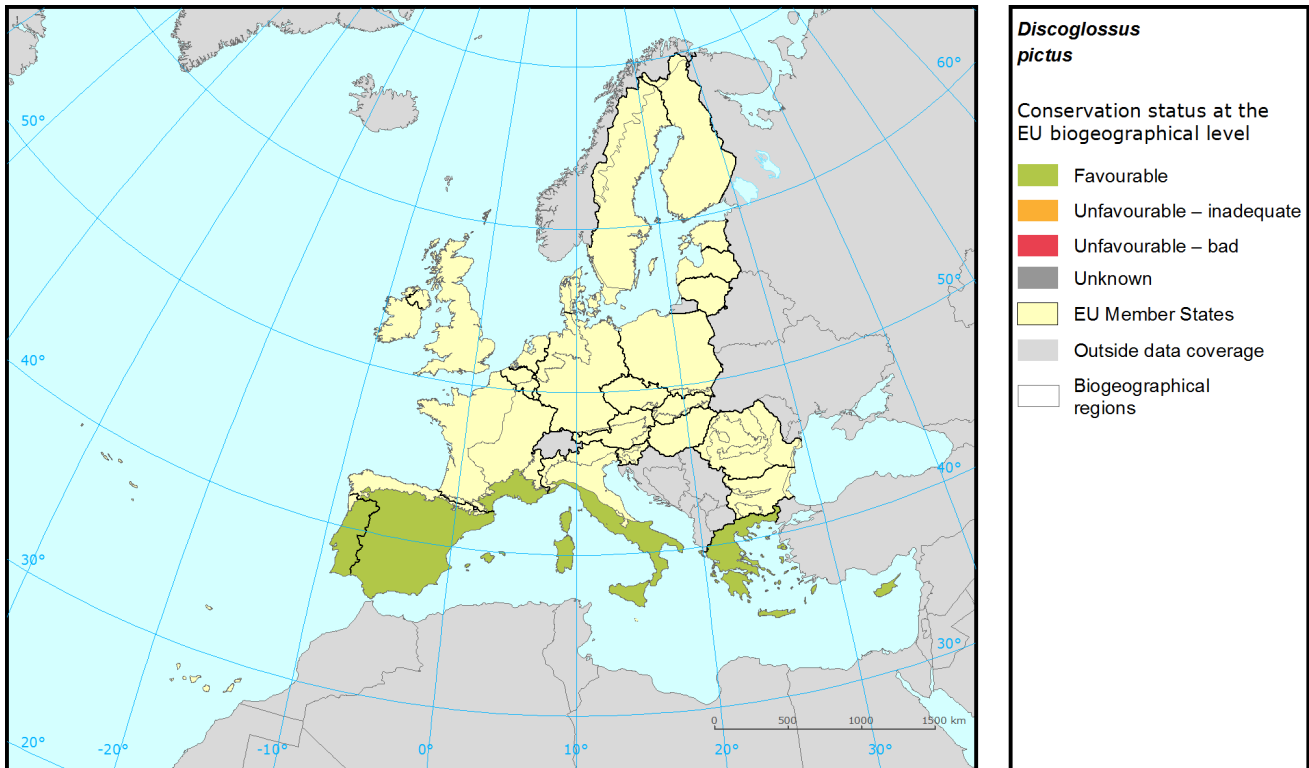 Discoglossus
pictus
Conservation status at the
EU biogeographical level
Favourable
Unfavourable – inadequate
Unfavourable – bad
Unknown
EU Member States
Outside data coverage
Biogeographical
regions
60°
50°
50°
40°
40°
30°
30°
0 500 1000 1500 km
20° -20° -10° 0° 10° 20° 30°